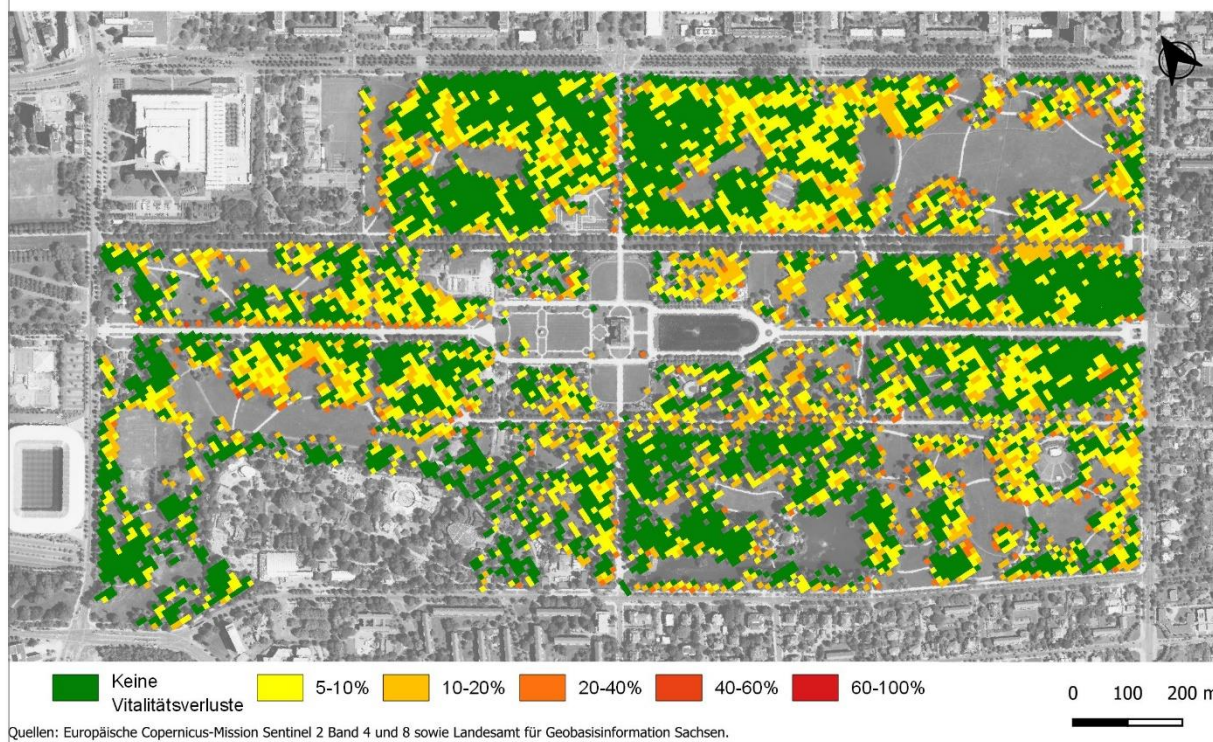 Keine
Vitalitätsverluste
5-10%
10-20%
20-40%
40-60%
60-100%
0 100 200 m
Quellen: Europäische Copernicus-Mission Sentinel 2 Band 4 und 8 sowie Landesamt für Geobasisinformation Sachsen.